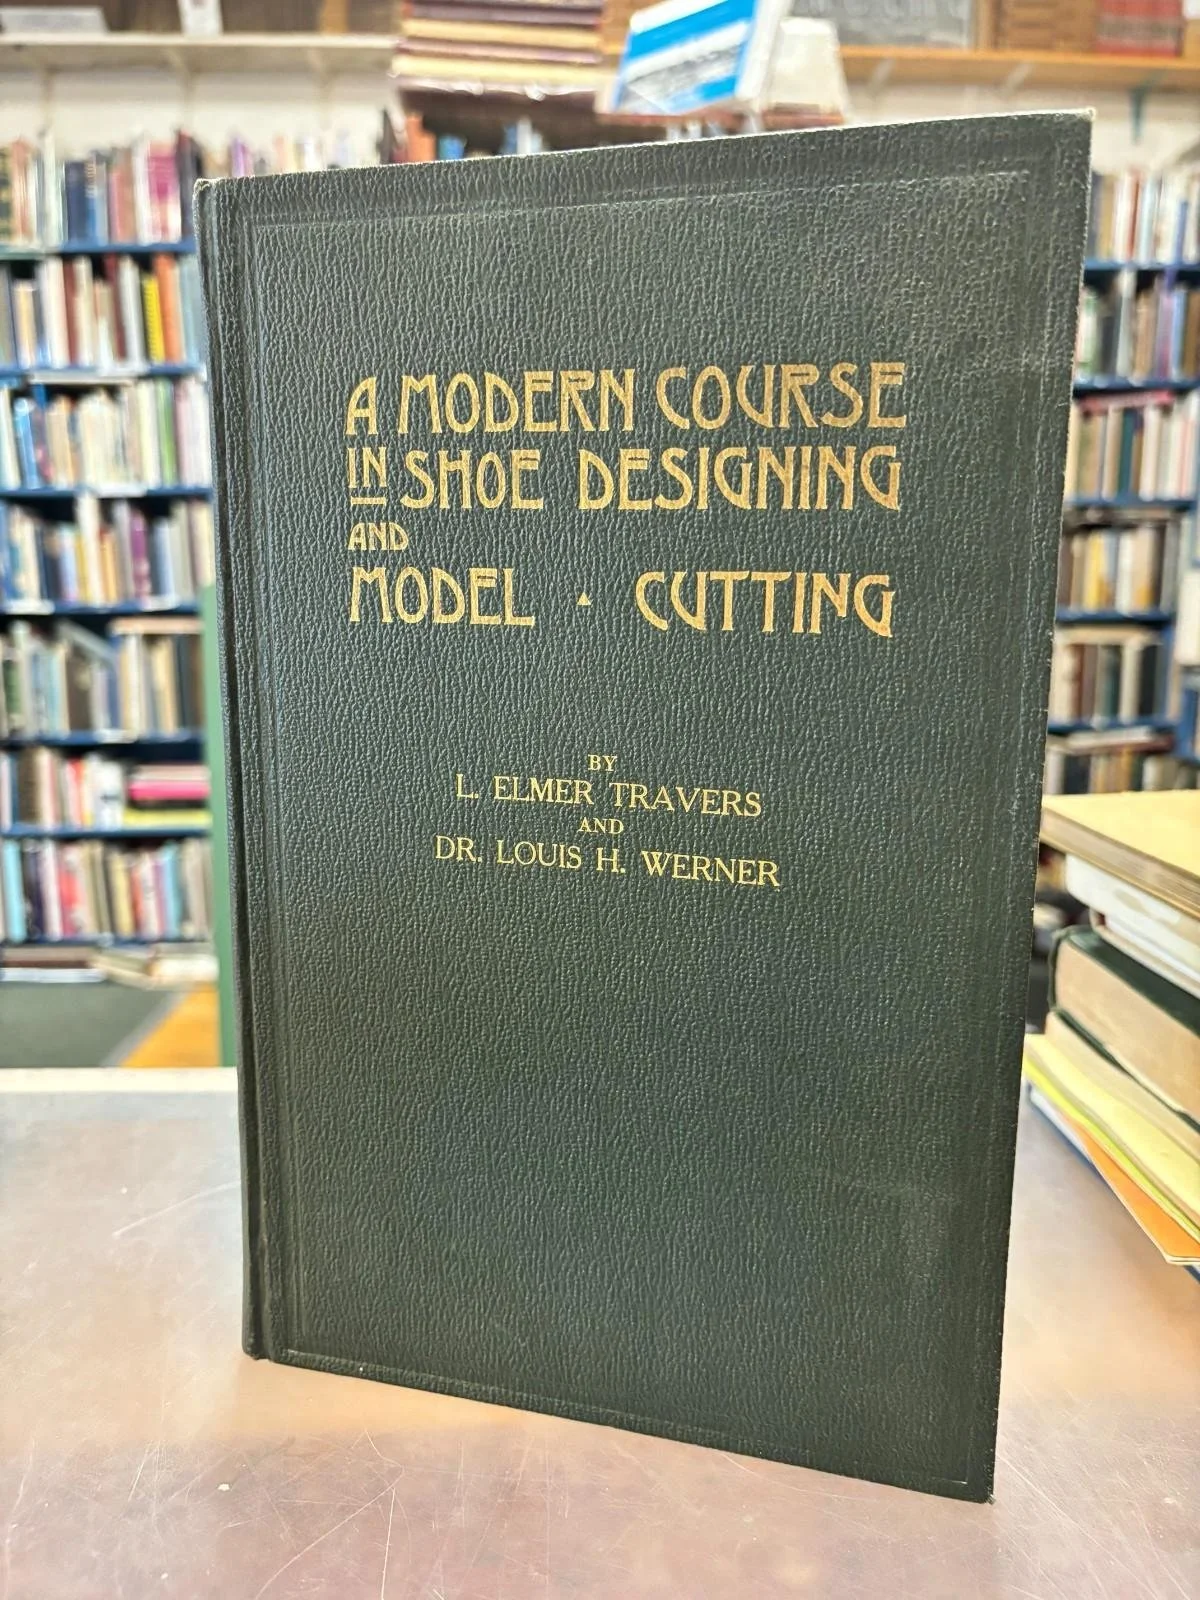 A MODERN COURSE
IN SHOE DESIGNING
AND
MODEL ▲ CUTTING
BY
L. ELMER TRAVERS
AND
DR. LOUIS H. WERNER